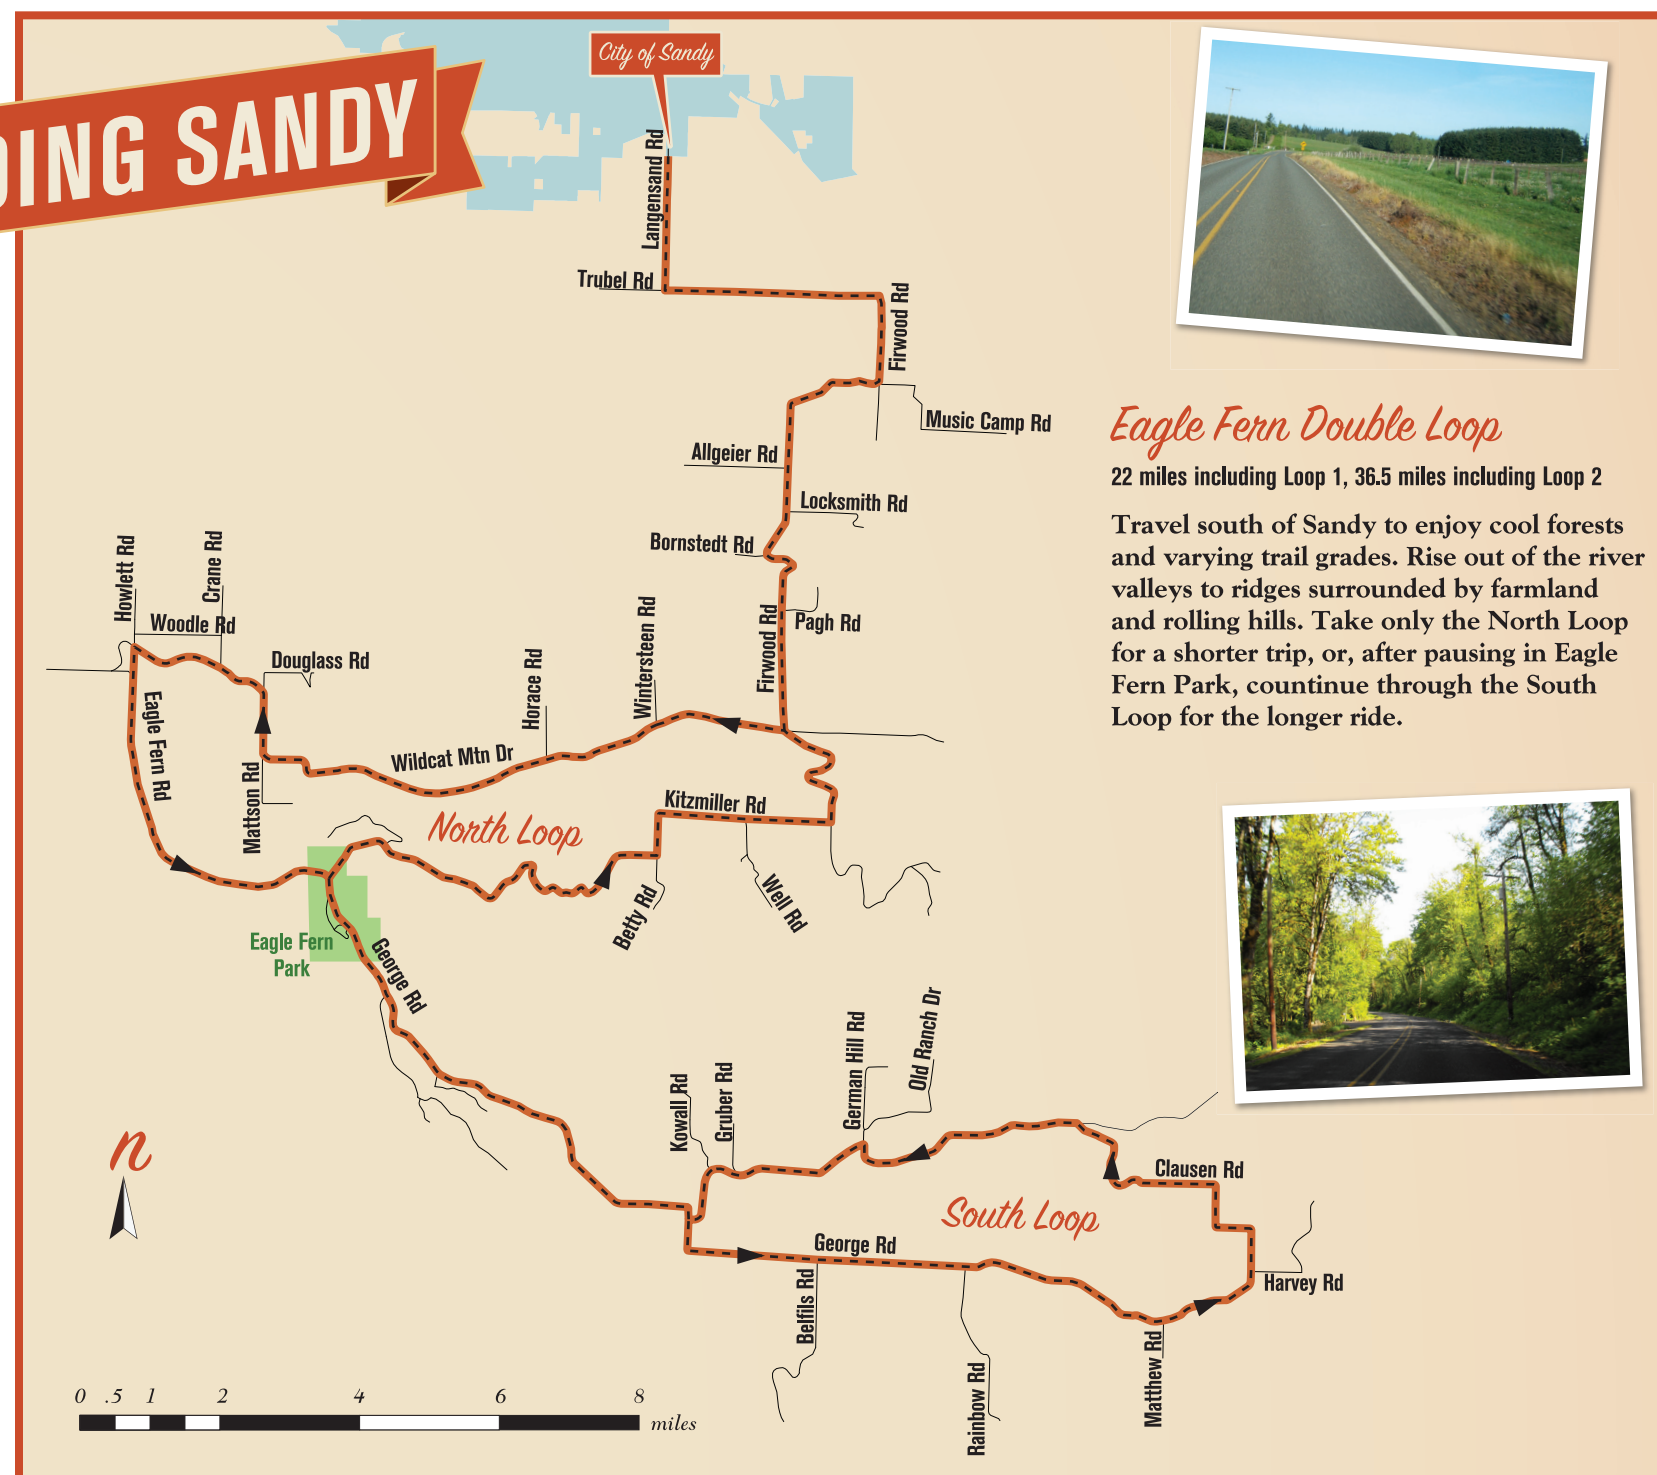 DING SANDY
City of Sandy
Langensand Rd
Trubel Rd
Firwood Rd
Music Camp Rd
Allgeier Rd
Locksmith Rd
Bornstedt Rd
Pagh Rd
Firwood Rd
Eagle Fern Double Loop
22 miles including Loop 1, 36.5 miles including Loop 2
Travel south of Sandy to enjoy cool forests
and varying trail grades. Rise out of the river
valleys to ridges surrounded by farmland
and rolling hills. Take only the North Loop
for a shorter trip, or, after pausing in Eagle
Fern Park, countinue through the South
Loop for the longer ride.
Howlett Rd
Crane Rd
Woodle Rd
Douglass Rd
Eagle Fern Rd
Mattson Rd
Wildcat Mtn Dr
Horace Rd
Wintersteen Rd
Kitzmiller Rd
North Loop
Betty Rd
Well Rd
Eagle Fern
Park
George Rd
Kowall Rd
Gruber Rd
German Hill Rd
Old Ranch Dr
Clausen Rd
South Loop
George Rd
Harvey Rd
Belfils Rd
Rainbow Rd
Matthew Rd
n
0 .5 1 2 4 6 8
miles